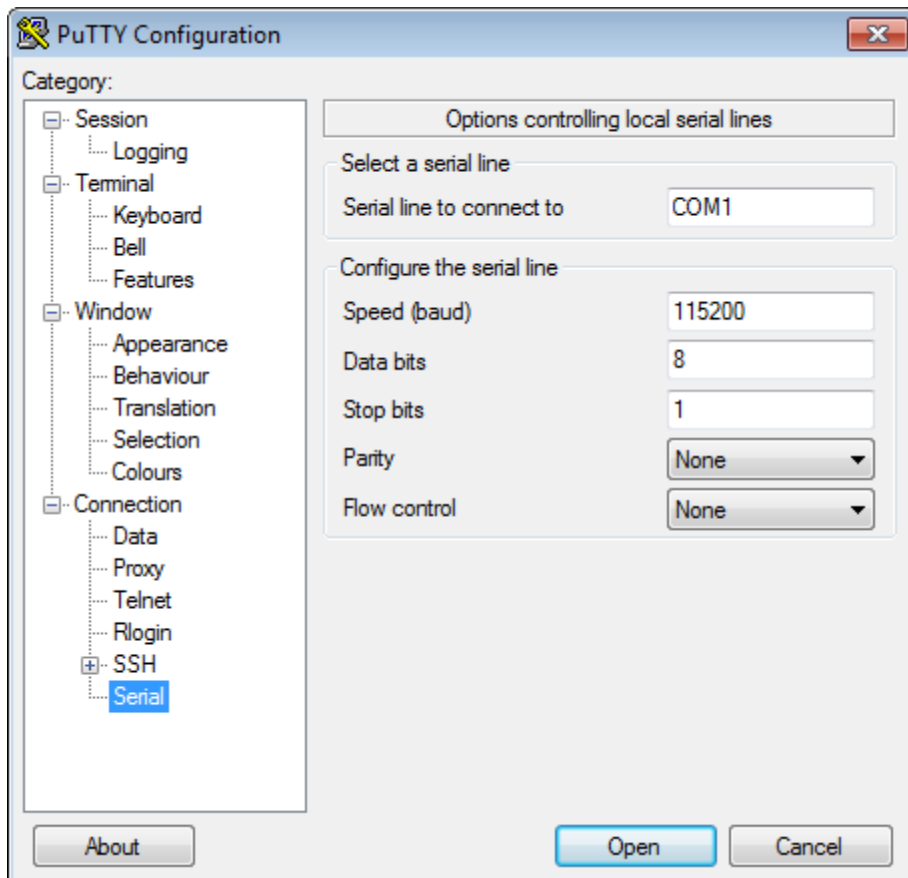 PuTTY Configuration
Category:
Session
Logging
Terminal
Keyboard
Bell
Features
Window
Appearance
Behaviour
Translation
Selection
Colours
Connection
Data
Proxy
Telnet
Rlogin
SSH
Serial
Options controlling local serial lines
Select a serial line
Serial line to connect to COM1
Configure the serial line
Speed (baud) 115200
Data bits 8
Stop bits 1
Parity None
Flow control None
About Open Cancel